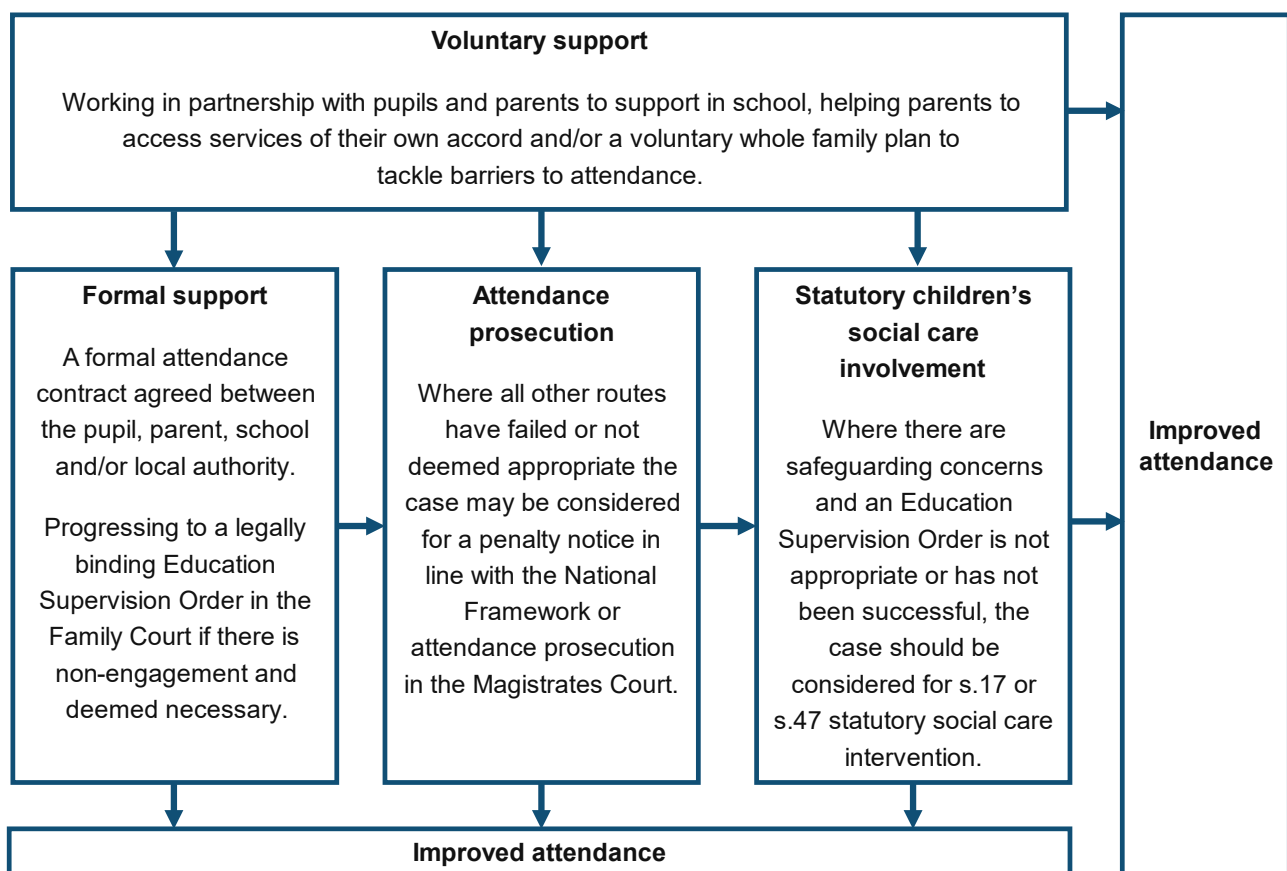 Voluntary support
Working in partnership with pupils and parents to support in school, helping parents to
access services of their own accord and/or a voluntary whole family plan to
tackle barriers to attendance.
Formal support
A formal attendance
contract agreed between
the pupil, parent, school
and/or local authority.
Progressing to a legally
binding Education
Supervision Order in the
Family Court if there is
non-engagement and
deemed necessary.
Attendance
prosecution
Where all other routes
have failed or not
deemed appropriate the
case may be considered
for a penalty notice in
line with the National
Framework or
attendance prosecution
in the Magistrates Court.
Statutory children’s
social care
involvement
Where there are
safeguarding concerns
and an Education
Supervision Order is not
appropriate or has not
been successful, the
case should be
considered for s.17 or
s.47 statutory social care
intervention.
Improved
attendance
Improved attendance